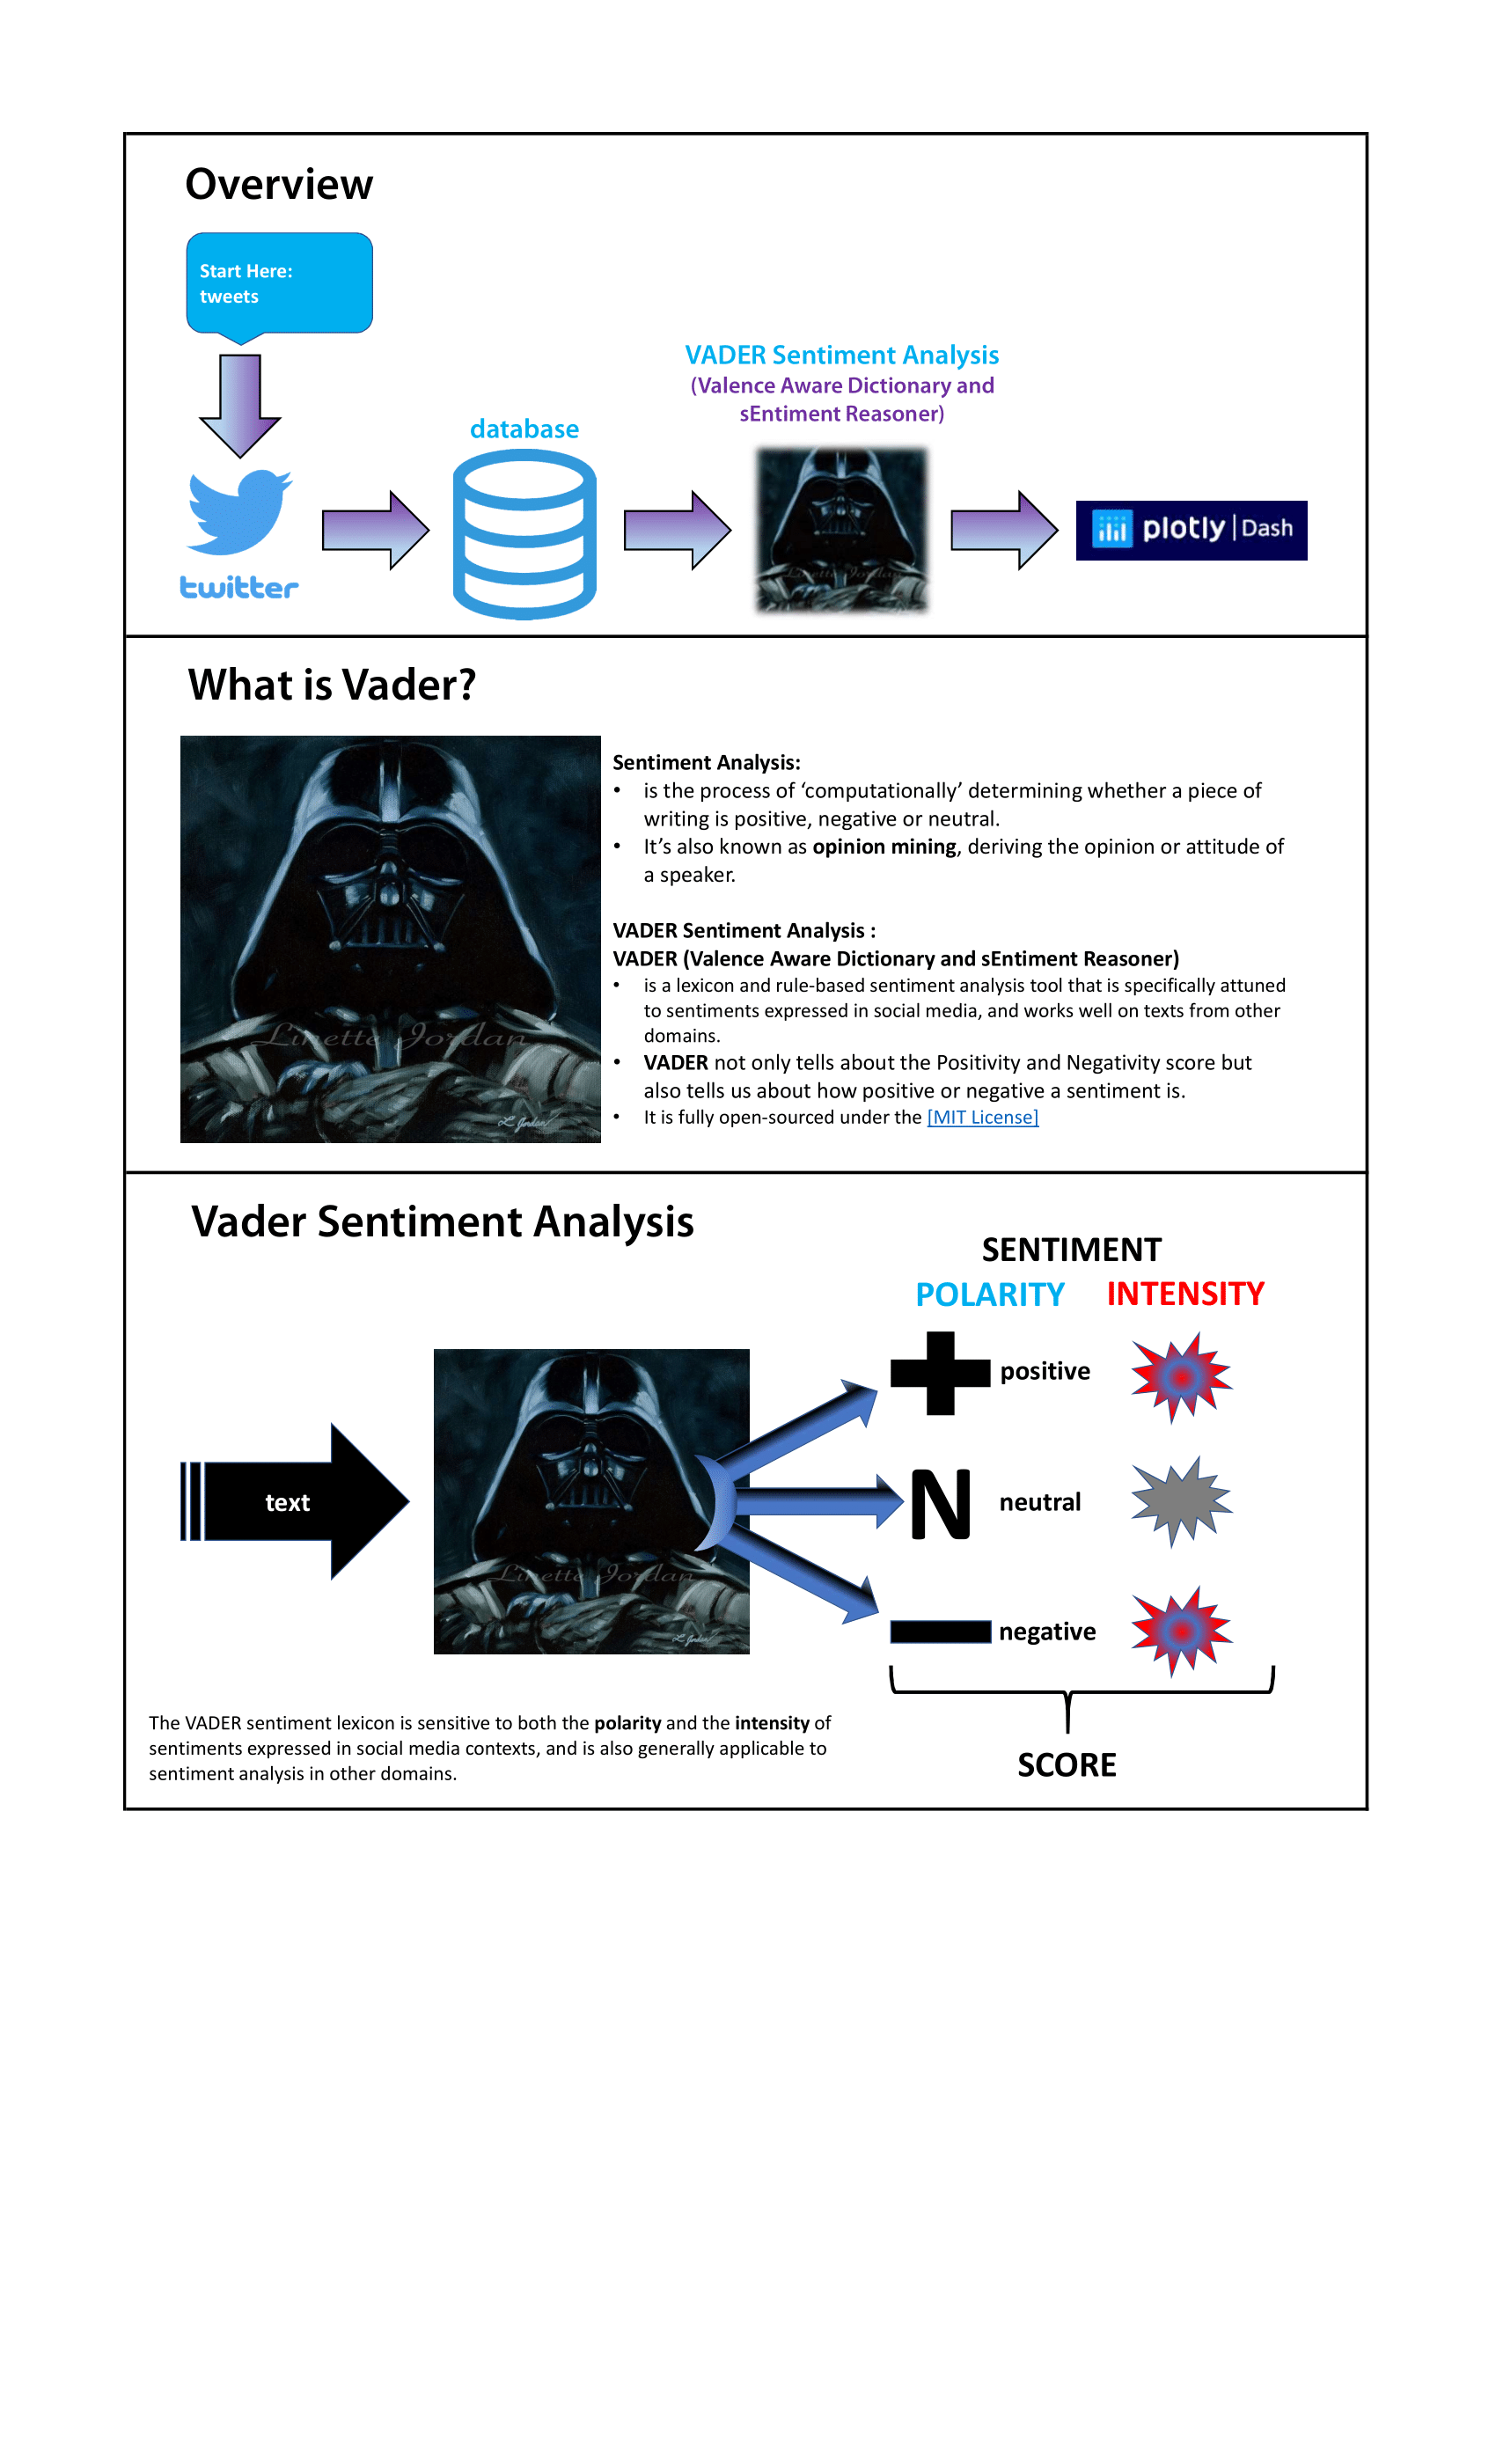 Overview
Start Here:
tweets
twitter
database
VADER Sentiment Analysis
(Valence Aware Dictionary and
sEntiment Reasoner)
Linette Jordan
plotly | Dash
What is Vader?
Linette Jordan
L Jordan
Sentiment Analysis:
• is the process of ‘computationally’ determining whether a piece of
writing is positive, negative or neutral.
• It’s also known as opinion mining, deriving the opinion or attitude of
a speaker.
VADER Sentiment Analysis :
VADER (Valence Aware Dictionary and sEntiment Reasoner)
• is a lexicon and rule-based sentiment analysis tool that is specifically attuned
to sentiments expressed in social media, and works well on texts from other
domains.
• VADER not only tells about the Positivity and Negativity score but
also tells us about how positive or negative a sentiment is.
• It is fully open-sourced under the [MIT License]
Vader Sentiment Analysis
text
Linette Jordan
L Jordan
SENTIMENT
POLARITY INTENSITY
positive
N neutral
negative
SCORE
The VADER sentiment lexicon is sensitive to both the polarity and the intensity of
sentiments expressed in social media contexts, and is also generally applicable to
sentiment analysis in other domains.